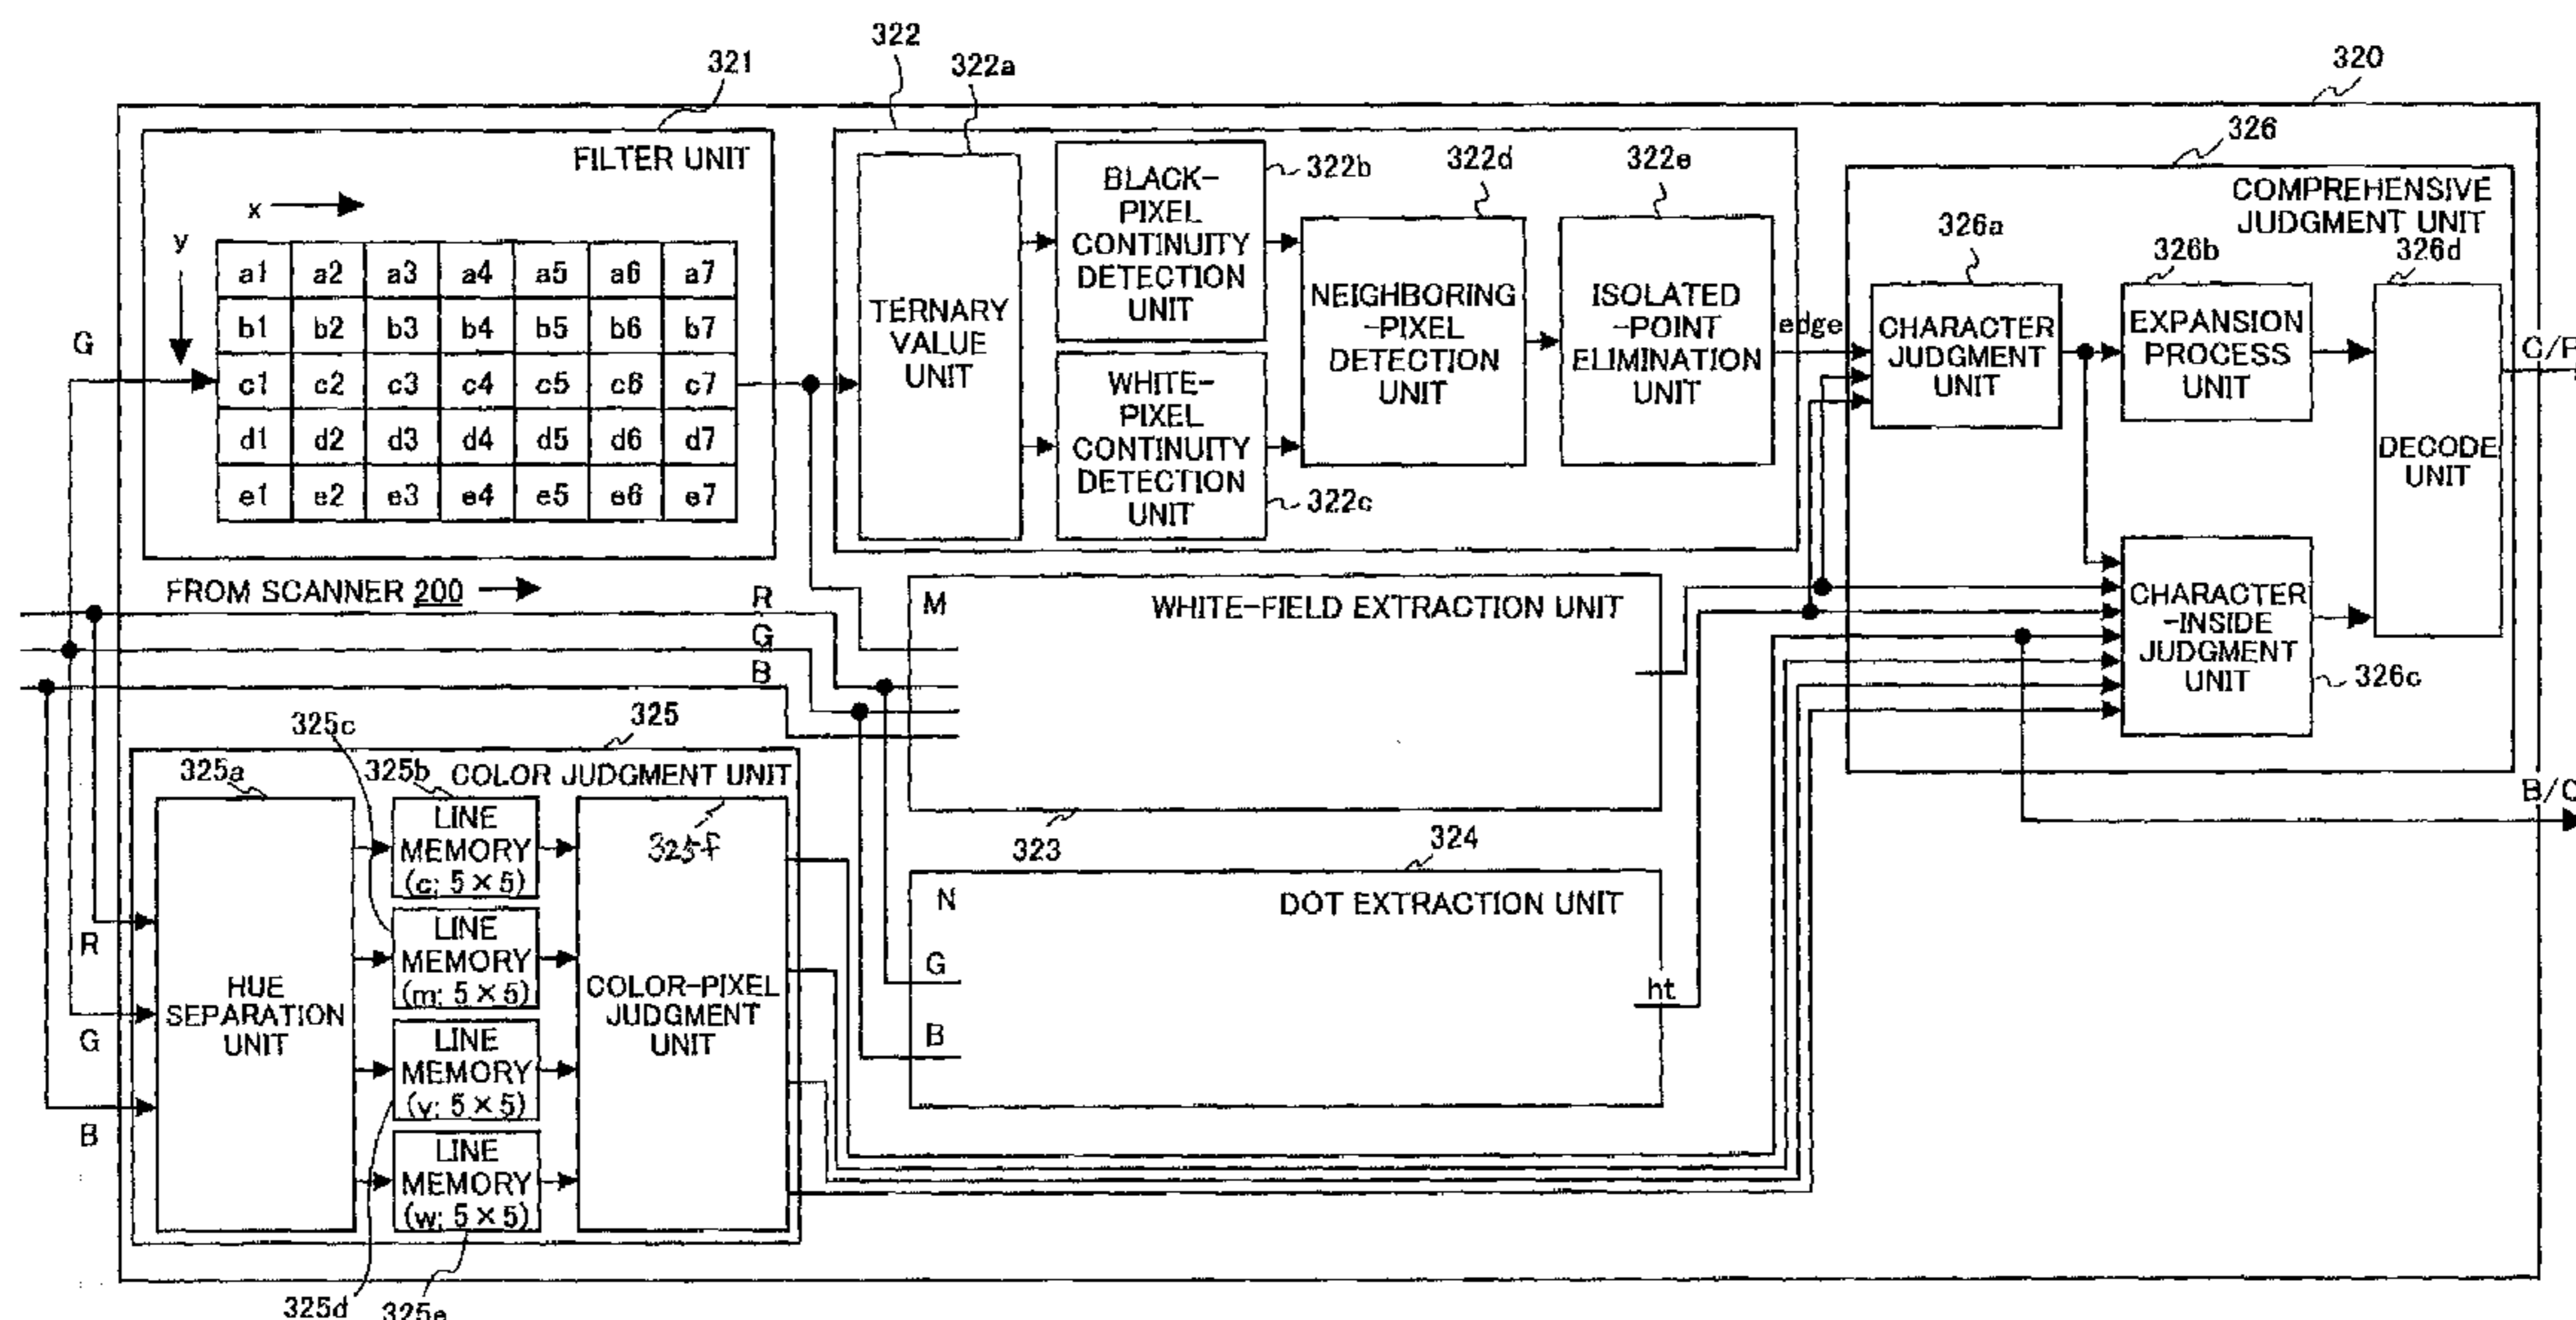 320
321
322
322a
FILTER UNIT
x
y
a1 a2 a3 a4 a5 a6 a7
b1 b2 b3 b4 b5 b6 b7
c1 c2 c3 c4 c5 c6 c7
d1 d2 d3 d4 d5 d6 d7
e1 e2 e3 e4 e5 e6 e7
G
TERNARY
VALUE
UNIT
BLACK-
PIXEL
CONTINUITY
DETECTION
UNIT
322b
WHITE-
PIXEL
CONTINUITY
DETECTION
UNIT
322c
322d
NEIGHBORING
-PIXEL
DETECTION
UNIT
322e
ISOLATED
-POINT
ELIMINATION
UNIT
edge
326
COMPREHENSIVE
JUDGMENT UNIT
326a
CHARACTER
JUDGMENT
UNIT
326b
EXPANSION
PROCESS
UNIT
326d
DECODE
UNIT
CHARACTER
-INSIDE
JUDGMENT
UNIT
326c
C/P
B/C
FROM SCANNER 200
R
G
B
M
WHITE-FIELD EXTRACTION UNIT
323
324
N
DOT EXTRACTION UNIT
G
B
ht
325
325c
325a
325b
COLOR JUDGMENT UNIT
R
G
B
HUE
SEPARATION
UNIT
LINE
MEMORY
(c; 5×5)
LINE
MEMORY
(m; 5×5)
LINE
MEMORY
(y; 5×5)
LINE
MEMORY
(w; 5×5)
325f
COLOR-PIXEL
JUDGMENT
UNIT
325d
325e